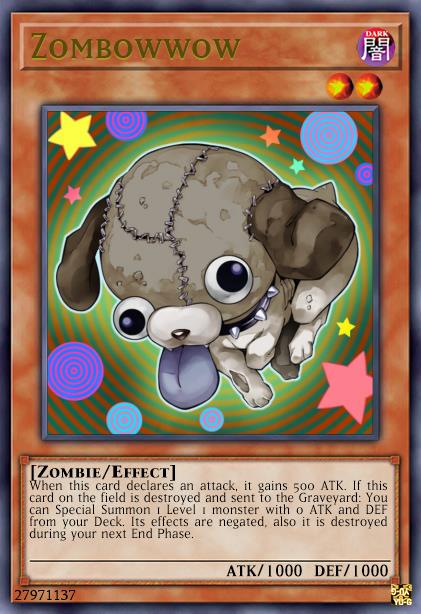 Zombowwow
DARK
闇
[Zombie/Effect]
When this card declares an attack, it gains 500 ATK. If this
card on the field is destroyed and sent to the Graveyard: You
can Special Summon 1 Level 1 monster with 0 ATK and DEF
from your Deck. Its effects are negated, also it is destroyed
during your next End Phase.
ATK/1000 DEF/1000
27971137